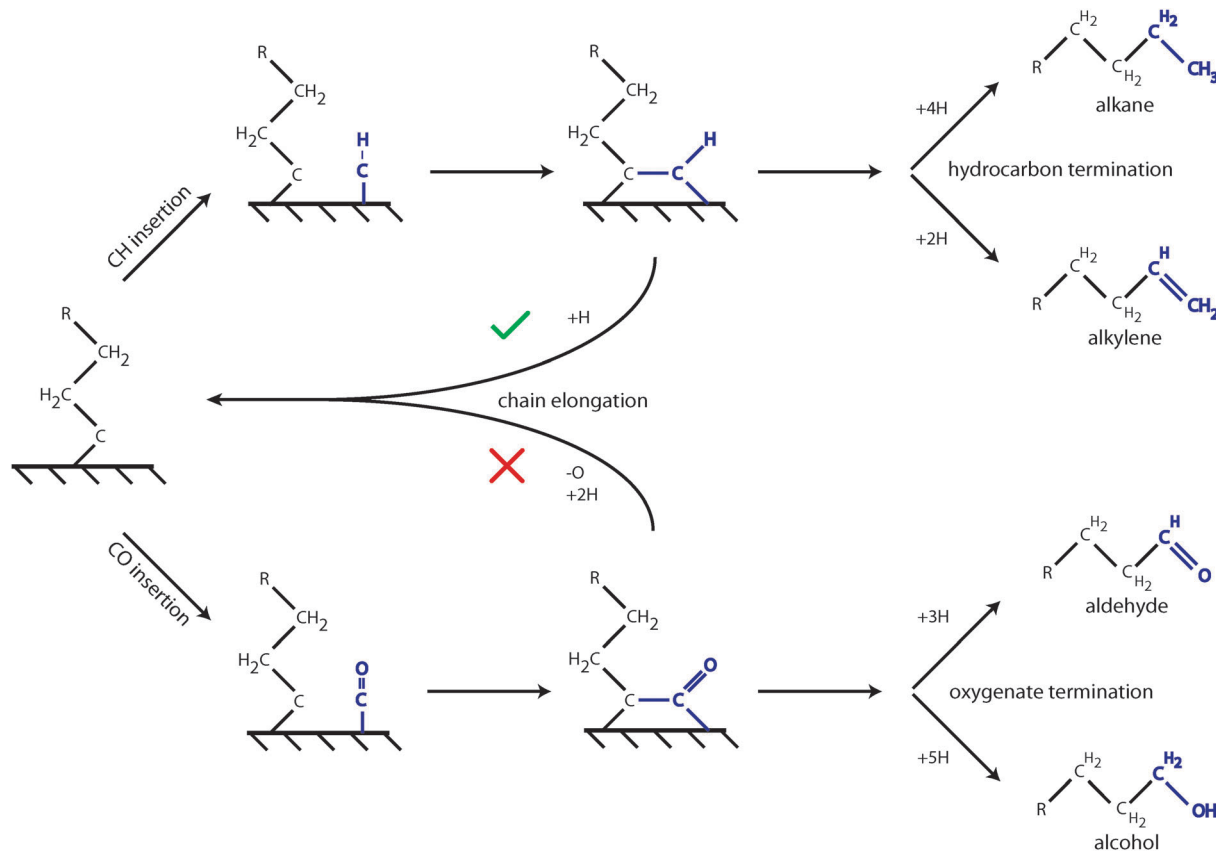 R
CH2
H2C
C
H
C
CH insertion
R
CH2
H2C
C
C
H
+4H
R
C
H2
C
H2
C
H2
CH3
alkane
hydrocarbon termination
+2H
R
C
H2
C
H2
C
H
CH2
alkylene
R
CH2
H2C
C
+H
chain elongation
-O
+2H
CO insertion
R
CH2
H2C
C
O
C
R
CH2
H2C
C
C
O
+3H
R
C
H2
C
H2
C
H
O
aldehyde
oxygenate termination
+5H
R
C
H2
C
H2
C
H2
OH
alcohol